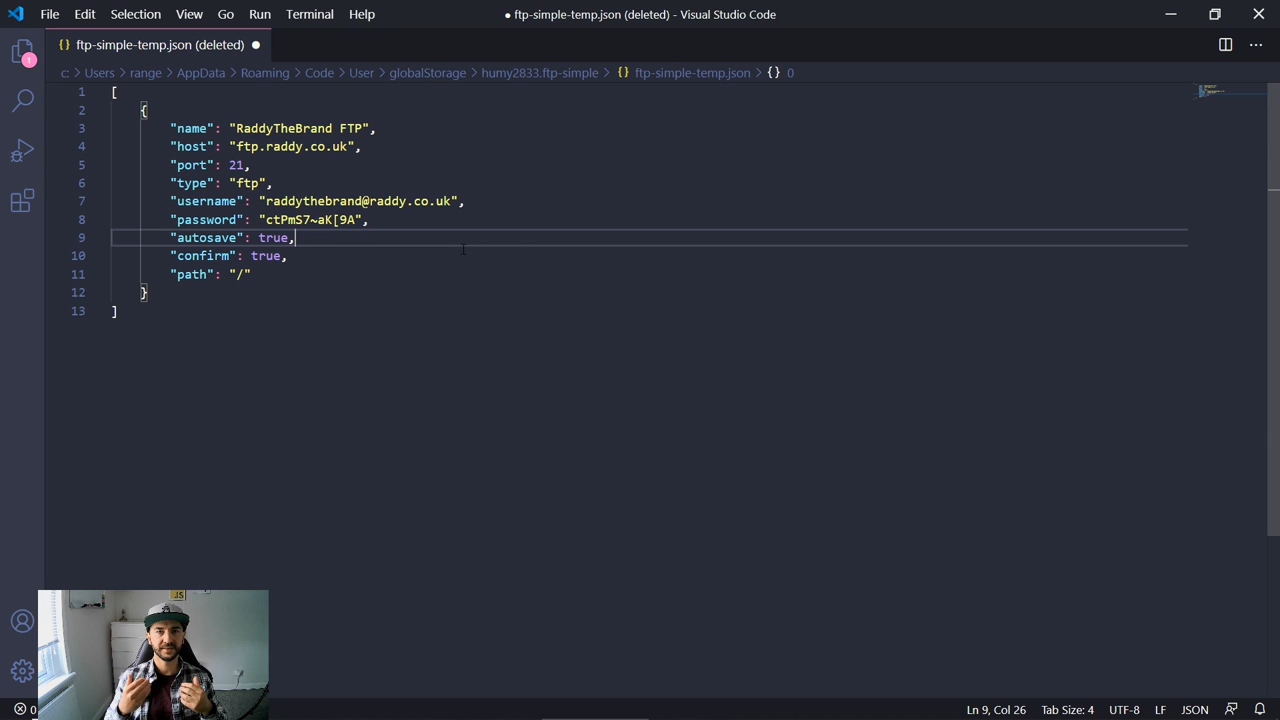 File Edit Selection View Go Run Terminal Help
● ftp-simple-temp.json (deleted) - Visual Studio Code
{} ftp-simple-temp.json (deleted) ●
1
c > Users > range > AppData > Roaming > Code > User > globalStorage > humy2833.ftp-simple > {} ftp-simple-temp.json > {} 0
1 [
2 {
3 "name": "RaddyTheBrand FTP",
4 "host": "ftp.raddy.co.uk",
5 "port": 21,
6 "type": "ftp",
7 "username": "raddythebrand@raddy.co.uk",
8 "password": "ctPmS7~aK[9A",
9 "autosave": true,
10 "confirm": true,
11 "path": "/"
12 }
13 ]
JS
0
Ln 9, Col 26 Tab Size: 4 UTF-8 LF JSON